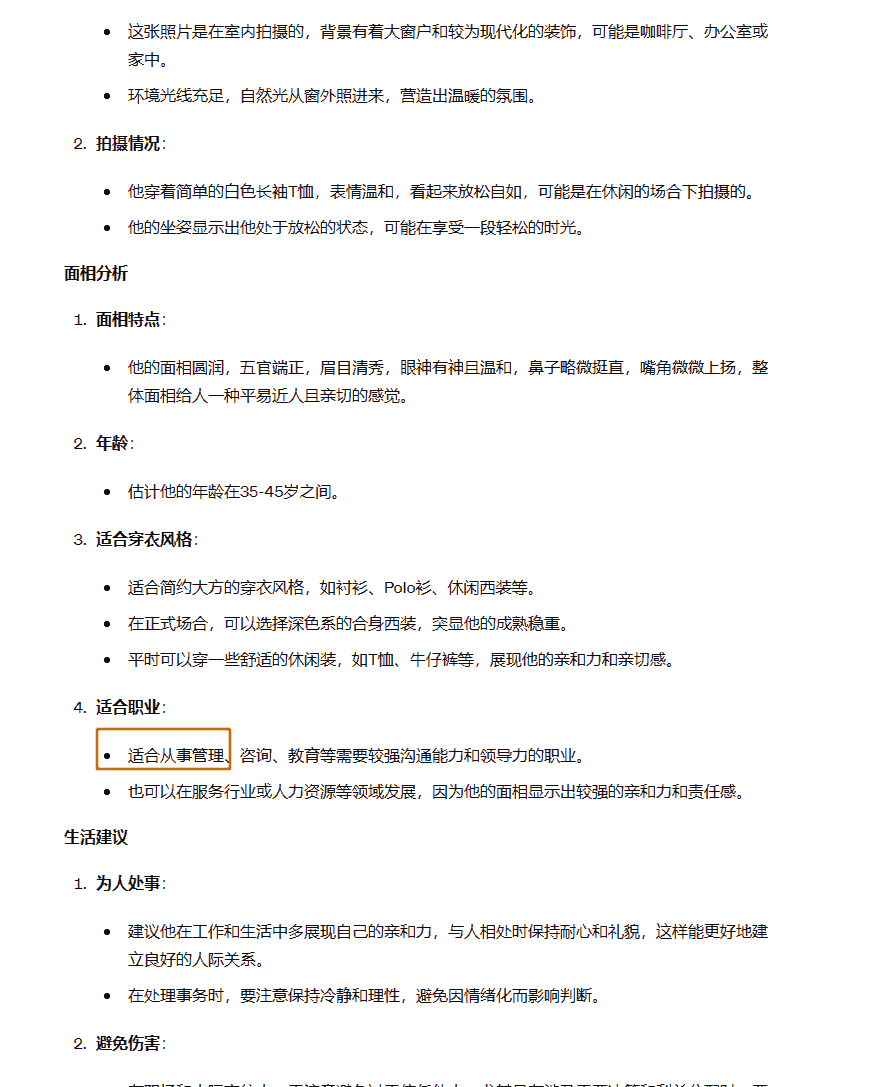 这张照片是在室内拍摄的，背景有着大窗户和较为现代化的装饰，可能是咖啡厅、办公室或
家中。
环境光线充足，自然光从窗外照进来，营造出温暖的氛围。
2. 拍摄情况：
他穿着简单的白色长袖T恤，表情温和，看起来放松自如，可能是在休闲的场合下拍摄的。
他的坐姿显示出他处于放松的状态，可能在享受一段轻松的时光。
面相分析
1. 面相特点：
他的面相圆润，五官端正，眉目清秀，眼神有神且温和，鼻子略微挺直，嘴角微微上扬，整
体面相给人一种平易近人且亲切的感觉。
2. 年龄：
估计他的年龄在35-45岁之间。
3. 适合穿衣风格：
适合简约大方的穿衣风格，如衬衫、Polo衫、休闲西装等。
在正式场合，可以选择深色系的合身西装，突显他的成熟稳重。
平时可以穿一些舒适的休闲装，如T恤、牛仔裤等，展现他的亲和力和亲切感。
4. 适合职业：
适合从事管理、咨询、教育等需要较强沟通能力和领导力的职业。
也可以在服务行业或人力资源等领域发展，因为他的面相显示出较强的亲和力和责任感。
生活建议
1. 为人处事：
建议他在工作和生活中多展现自己的亲和力，与人相处时保持耐心和礼貌，这样能更好地建
立良好的人际关系。
在处理事务时，要注意保持冷静和理性，避免因情绪化而影响判断。
2. 避免伤害：